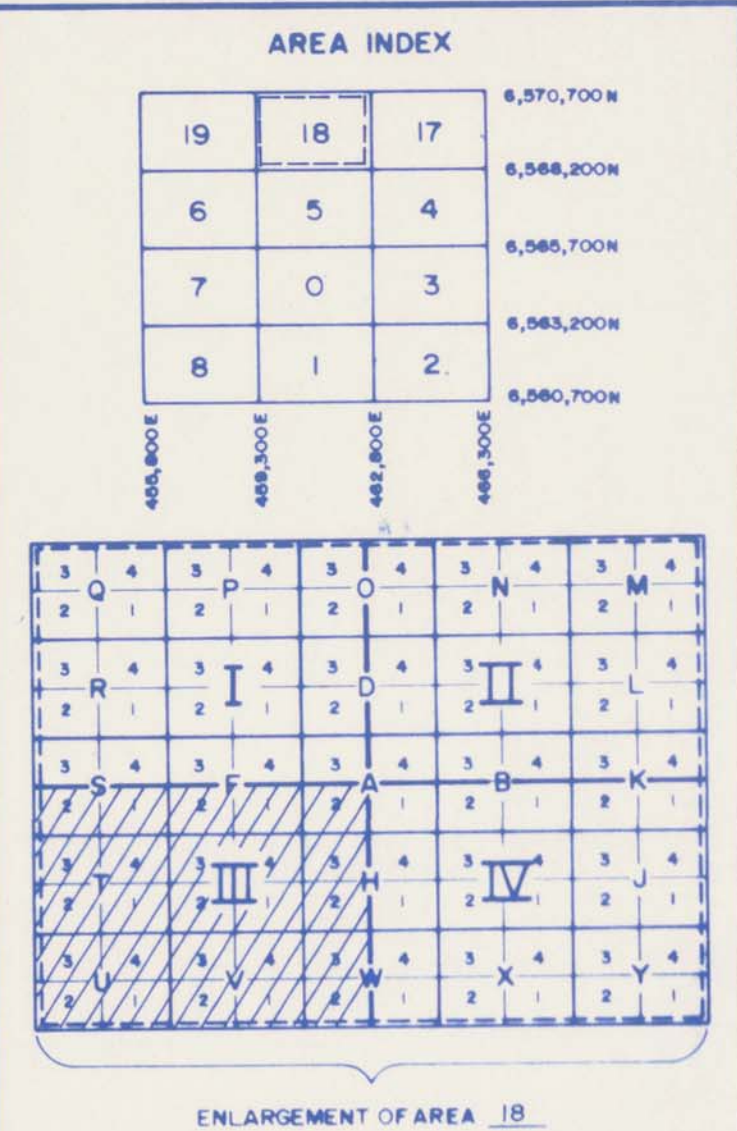 AREA INDEX
6,570,700N
19 18 17
6,568,200N
6 5 4
6,565,700N
7 0 3
6,563,200N
8 1 2
6,560,700N
455,800E 459,300E 462,800E 466,300E
3 4 3 4 3 4 3 4 3 4
Q P O N M
2 1 2 1 2 1 2 1 2 1
3 4 3 4 3 4 3 4 3 4
R I D II L
2 1 2 1 2 1 2 1 2 1
3 4 3 4 3 4 3 4 3 4
S F A B K
2 1 2 1 2 1 2 1 2 1
3 4 3 4 3 4 3 4 3 4
T III H IV J
2 1 2 1 2 1 2 1 2 1
3 4 3 4 3 4 3 4 3 4
U V W X Y
2 1 2 1 2 1 2 1 2 1
ENLARGEMENT OF AREA 18